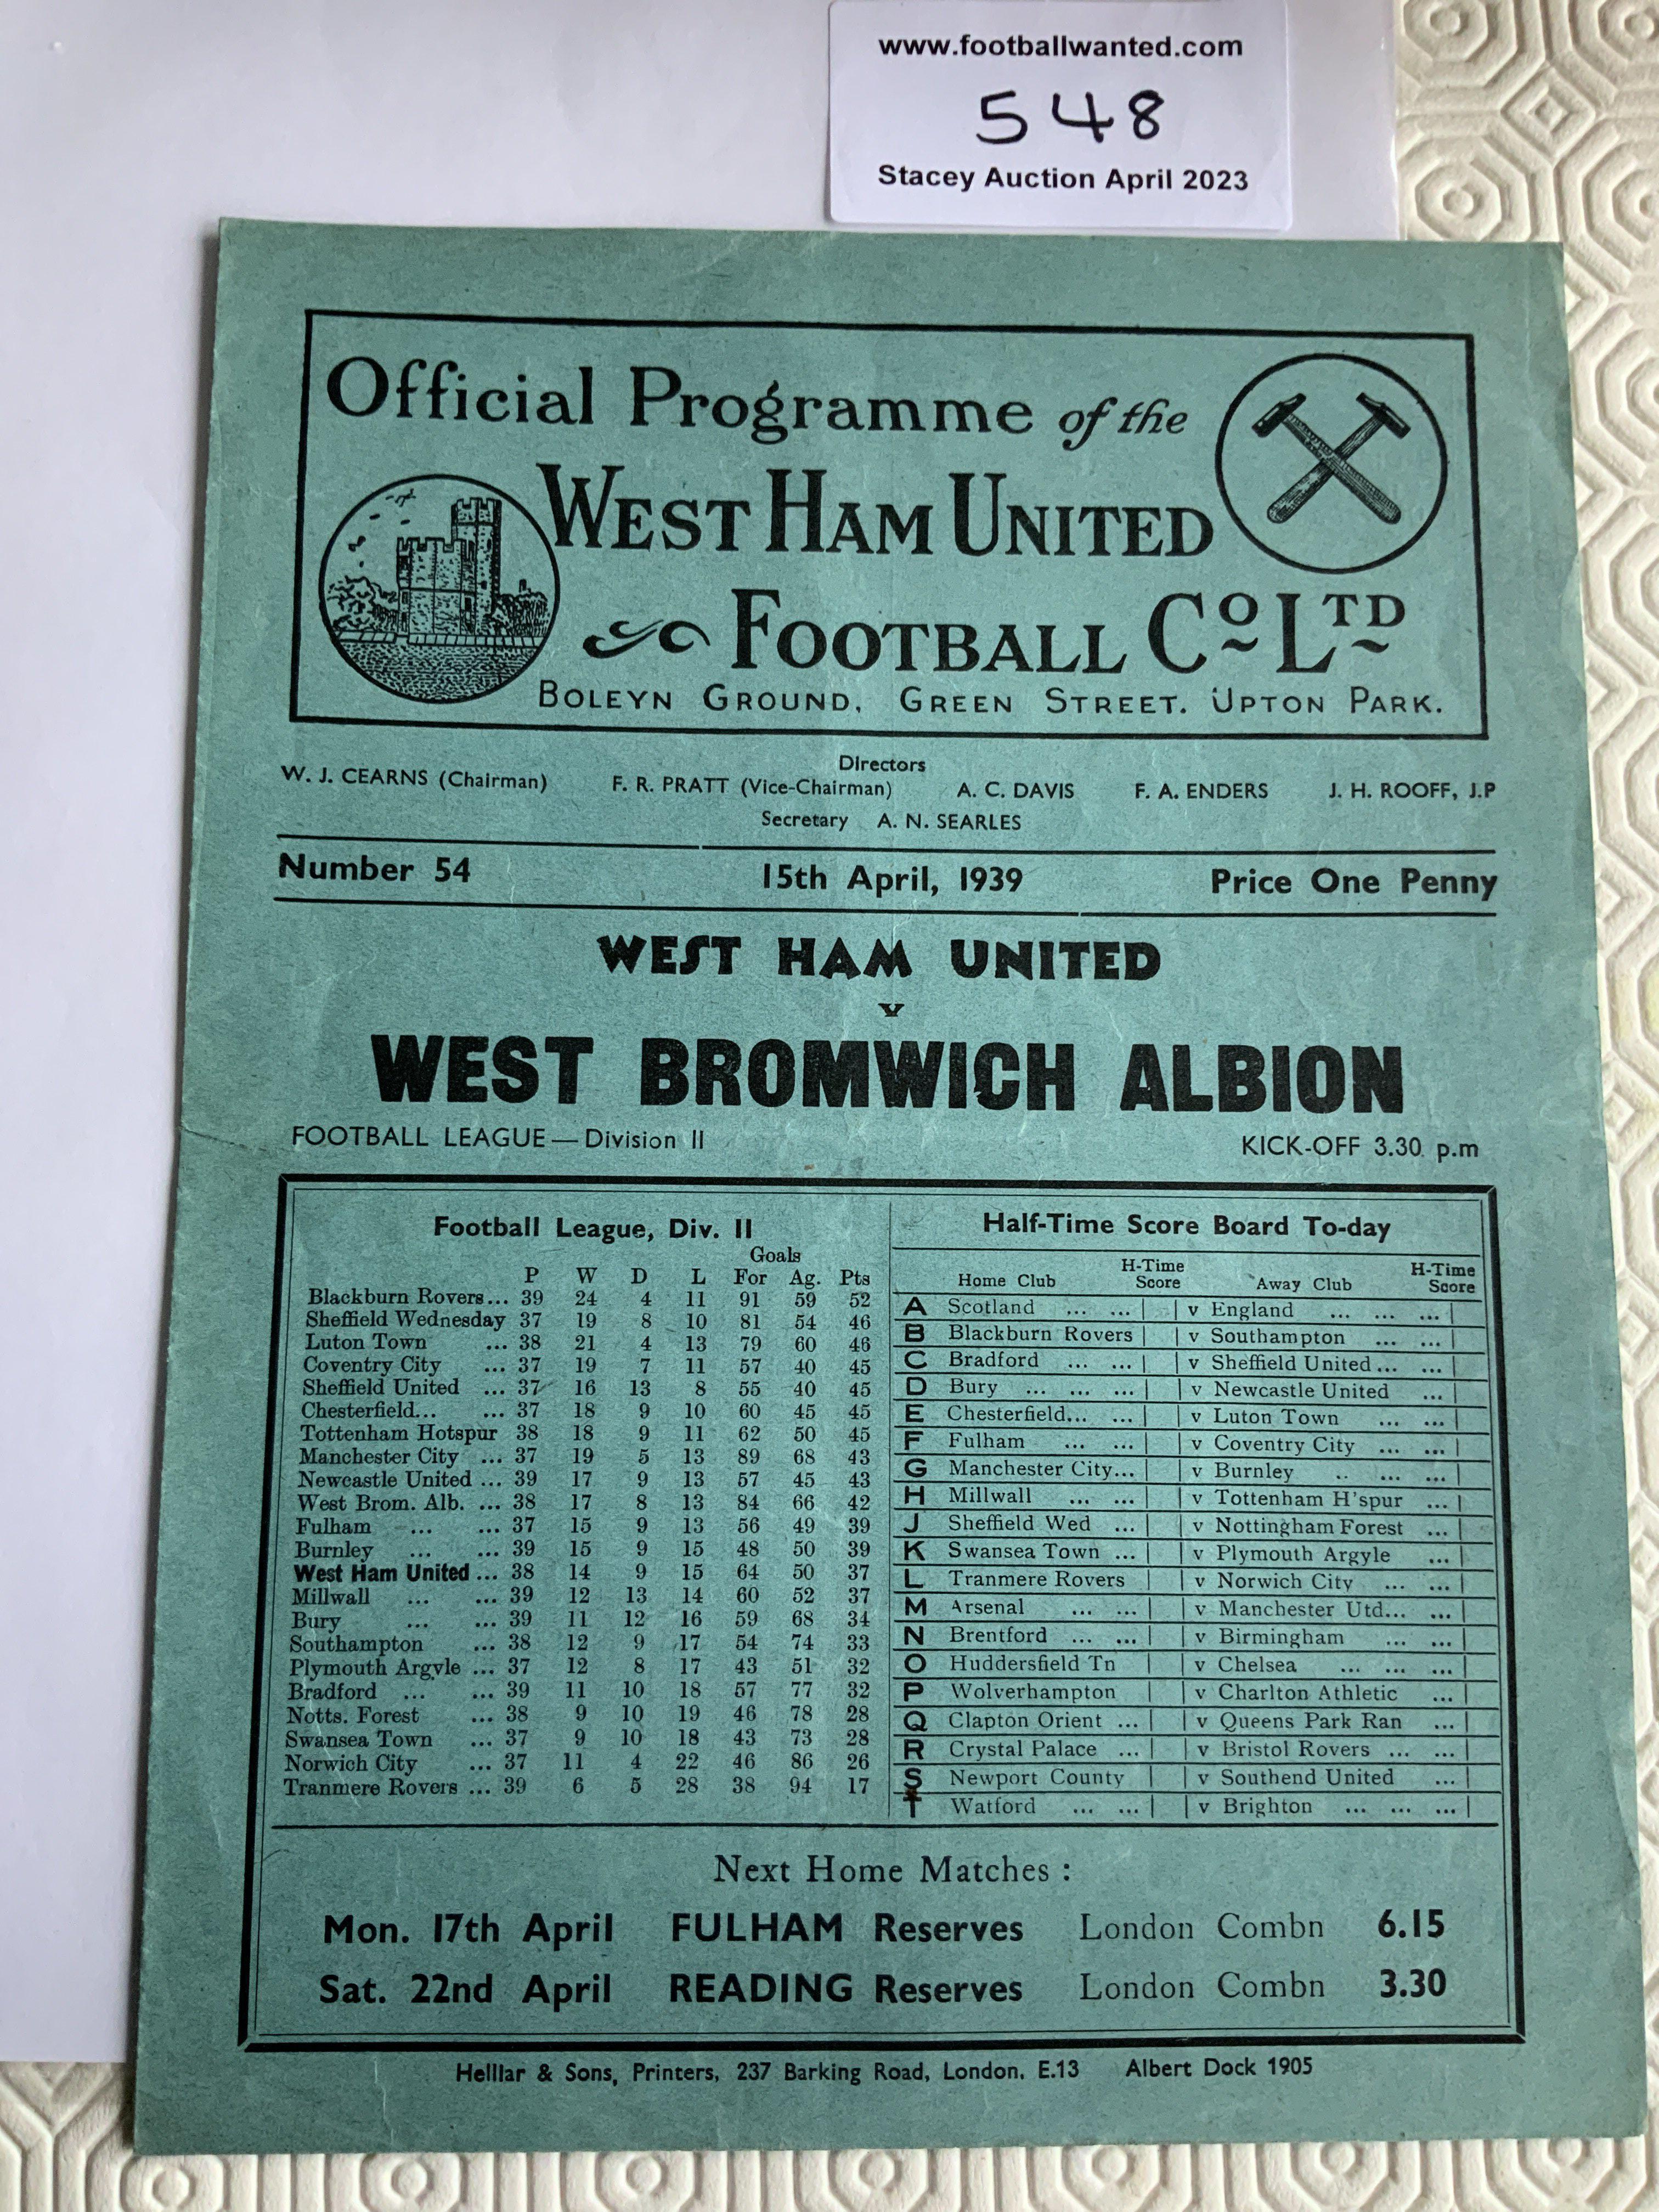 www.footballwanted.com
548
Stacey Auction April 2023
Official Programme of the
WEST HAM UNITED
FOOTBALL Co LTD
BOLEYN GROUND, GREEN STREET. UPTON PARK.
Directors
W. J. CEARNS (Chairman) F. R. PRATT (Vice-Chairman) A. C. DAVIS F. A. ENDERS J. H. ROOFF, J.P
Secretary A. N. SEARLES
Number 54 15th April, 1939 Price One Penny
WEST HAM UNITED
v
WEST BROMWICH ALBION
FOOTBALL LEAGUE — Division II KICK-OFF 3.30 p.m
Football League, Div. II
Goals
P W D L For Ag. Pts
Blackburn Rovers... 39 24 4 11 91 59 52
Sheffield Wednesday 37 19 8 10 81 54 46
Luton Town ... 38 21 4 13 79 60 46
Coventry City ... 37 19 7 11 57 40 45
Sheffield United ... 37 16 13 8 55 40 45
Chesterfield... ... 37 18 9 10 60 45 45
Tottenham Hotspur 38 18 9 11 62 50 45
Manchester City ... 37 19 5 13 89 68 43
Newcastle United ... 39 17 9 13 57 45 43
West Brom. Alb. ... 38 17 8 13 84 66 42
Fulham ... ... 37 15 9 13 56 49 39
Burnley ... ... 39 15 9 15 48 50 39
West Ham United ... 38 14 9 15 64 50 37
Millwall ... ... 39 12 13 14 60 52 37
Bury ... ... 39 11 12 16 59 68 34
Southampton ... 38 12 9 17 54 74 33
Plymouth Argyle ... 37 12 8 17 43 51 32
Bradford ... ... 39 11 10 18 57 77 32
Notts. Forest ... 38 9 10 19 46 78 28
Swansea Town ... 37 9 10 18 43 73 28
Norwich City ... 37 11 4 22 46 86 26
Tranmere Rovers ... 39 6 5 28 38 94 17
Half-Time Score Board To-day
Home Club H-Time Score Away Club H-Time Score
A Scotland ... ... v England ... ... ...
B Blackburn Rovers v Southampton ... ...
C Bradford ... ... v Sheffield United ... ...
D Bury ... ... ... v Newcastle United ...
E Chesterfield... ... v Luton Town ... ...
F Fulham ... ... v Coventry City ... ...
G Manchester City... v Burnley .. ... ...
H Millwall ... ... v Tottenham H'spur ...
J Sheffield Wed ... v Nottingham Forest ...
K Swansea Town ... v Plymouth Argyle ...
L Tranmere Rovers v Norwich City ... ...
M Arsenal ... ... v Manchester Utd... ...
N Brentford ... ... v Birmingham ... ...
O Huddersfield Tn v Chelsea ... ... ...
P Wolverhampton v Charlton Athletic ...
Q Clapton Orient ... v Queens Park Ran ...
R Crystal Palace ... v Bristol Rovers ... ...
S Newport County v Southend United ...
T Watford ... ... v Brighton ... ... ...
Next Home Matches :
Mon. 17th April FULHAM Reserves London Combn 6.15
Sat. 22nd April READING Reserves London Combn 3.30
Helliar & Sons, Printers, 237 Barking Road, London, E.13 Albert Dock 1905